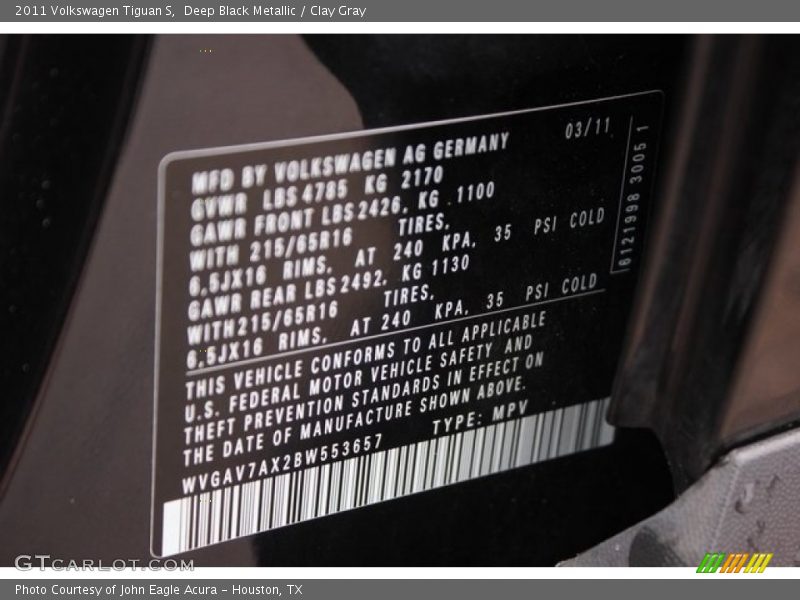 2011 Volkswagen Tiguan S,  Deep Black Metallic / Clay Gray
03/11
MFD BY VOLKSWAGEN AG GERMANY
GVWR LBS 4785 KG 2170
GAWR FRONT LBS 2426, KG 1100
WITH 215/65R16 TIRES,
6,5JX16 RIMS, AT 240 KPA, 35 PSI COLD
GAWR REAR LBS 2492, KG 1130
WITH 215/65R16 TIRES,
6,5JX16 RIMS, AT 240 KPA, 35 PSI COLD
6121998 3005 1
THIS VEHICLE CONFORMS TO ALL APPLICABLE
U.S. FEDERAL MOTOR VEHICLE SAFETY AND
THEFT PREVENTION STANDARDS IN EFFECT ON
THE DATE OF MANUFACTURE SHOWN ABOVE.
WVGAV7AX2BW553657 TYPE: MPV
GTCARLOT.COM
Photo Courtesy of John Eagle Acura - Houston, TX